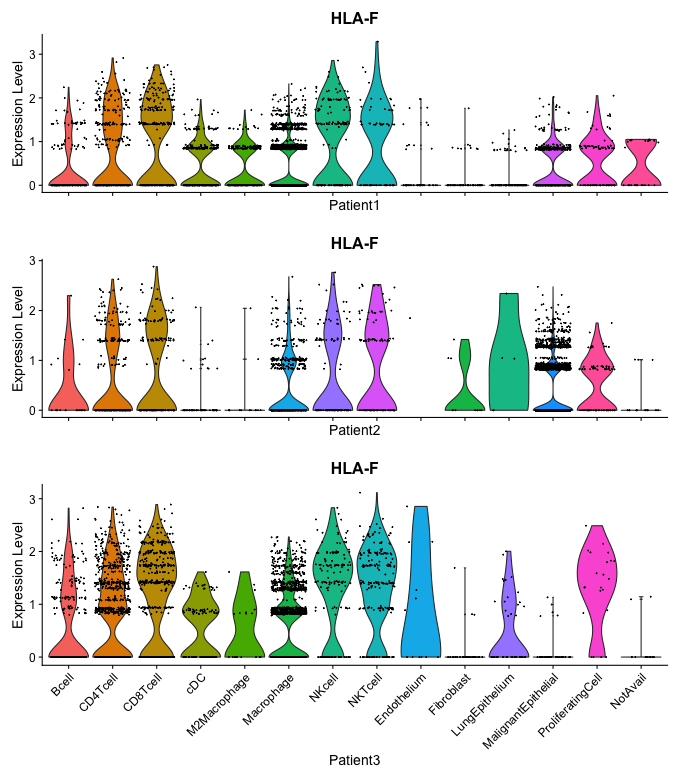 HLA-F
Expression Level
3
2
1
0
Patient1
HLA-F
Expression Level
3
2
1
0
Patient2
HLA-F
Expression Level
3
2
1
0
Bcell
CD4Tcell
CD8Tcell
cDC
M2Macrophage
Macrophage
NKcell
NKTcell
Endothelium
Fibroblast
LungEpithelium
MalignantEpithelial
ProliferatingCell
NotAvail
Patient3